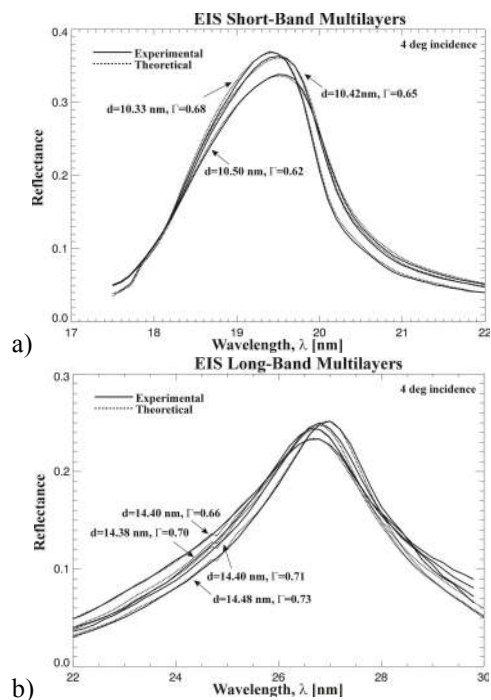 EIS Short-Band Multilayers
0.4
Experimental
Theoretical
4 deg incidence
d=10.33 nm, Γ=0.68
d=10.42nm, Γ=0.65
0.3
d=10.50 nm, Γ=0.62
0.2
Reflectance
0.1
0.0
17 18 19 20 21 22
a)
Wavelength, λ [nm]
EIS Long-Band Multilayers
0.3
Experimental
Theoretical
4 deg incidence
0.2
d=14.40 nm, Γ=0.66
d=14.38 nm, Γ=0.70
d=14.40 nm, Γ=0.71
d=14.48 nm, Γ=0.73
Reflectance
0.1
0.0
22 24 26 28 30
b)
Wavelength, λ [nm]